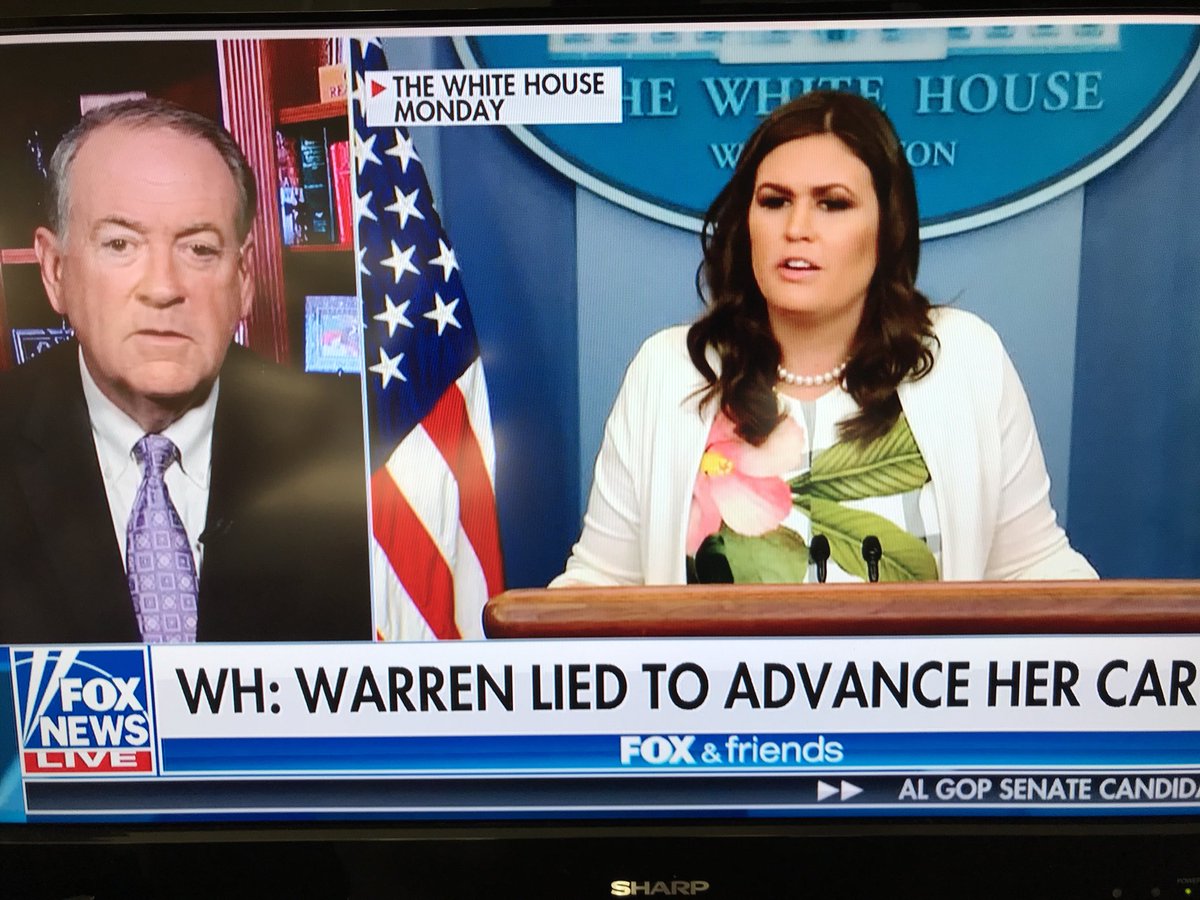 THE WHITE HOUSE
MONDAY
HE WHITE HOUSE
W ON
WH: WARREN LIED TO ADVANCE HER CAR
FOX
NEWS
LIVE
FOX & friends
AL GOP SENATE CANDIDA
SHARP